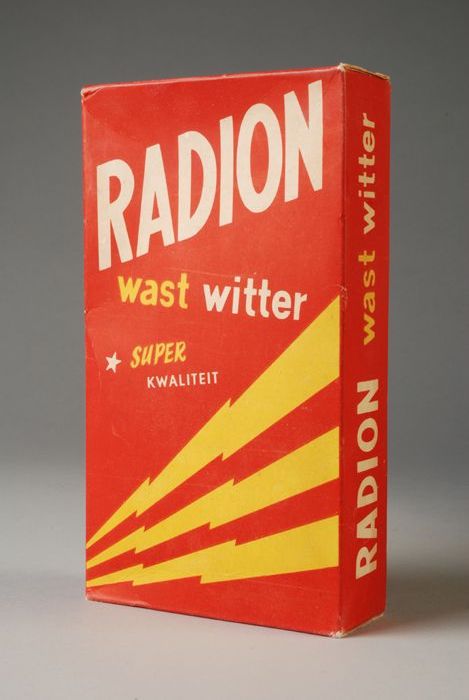 RADION
wast witter
SUPER
KWALITEIT
RADION wast witter